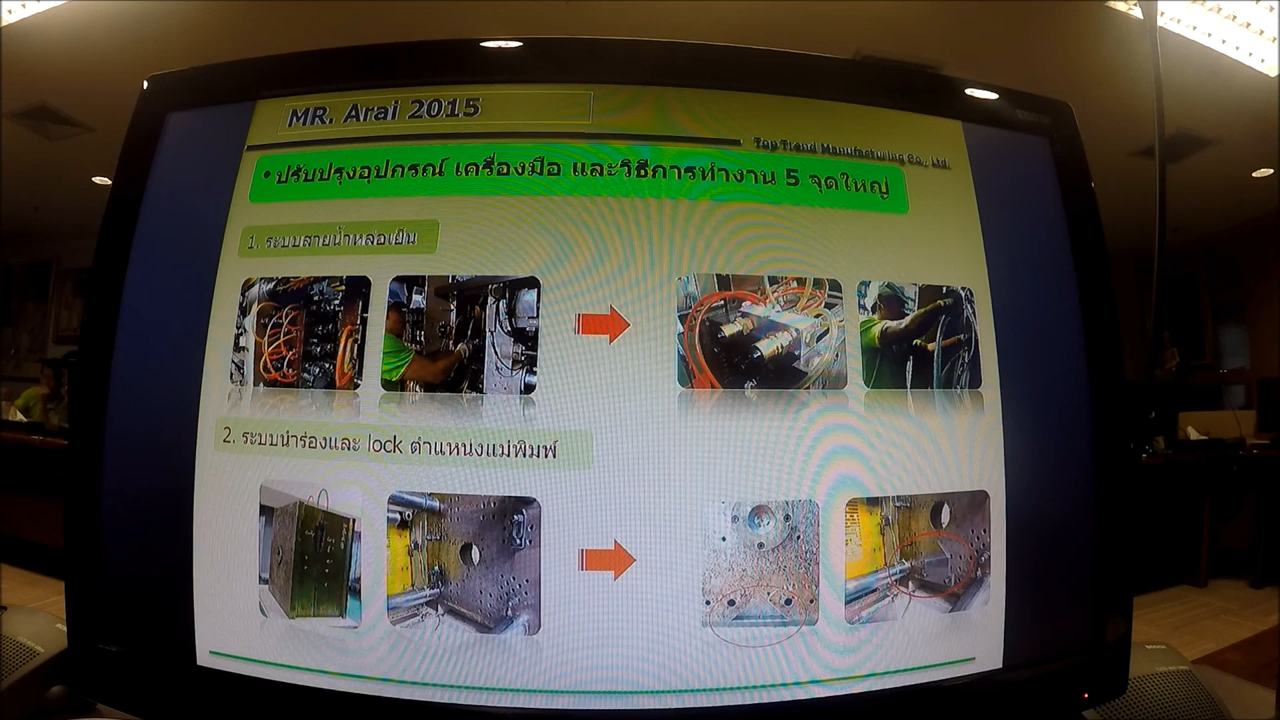 MR. Arai 2015
Top Trend Manufacturing Co., Ltd.
•ปรับปรุงอุปกรณ์ เครื่องมือ และวิธีการทำงาน 5 จุดใหญ่
1. ระบบสายน้ำหล่อเย็น
2. ระบบนำร่องและ lock ตำแหน่งแม่พิมพ์